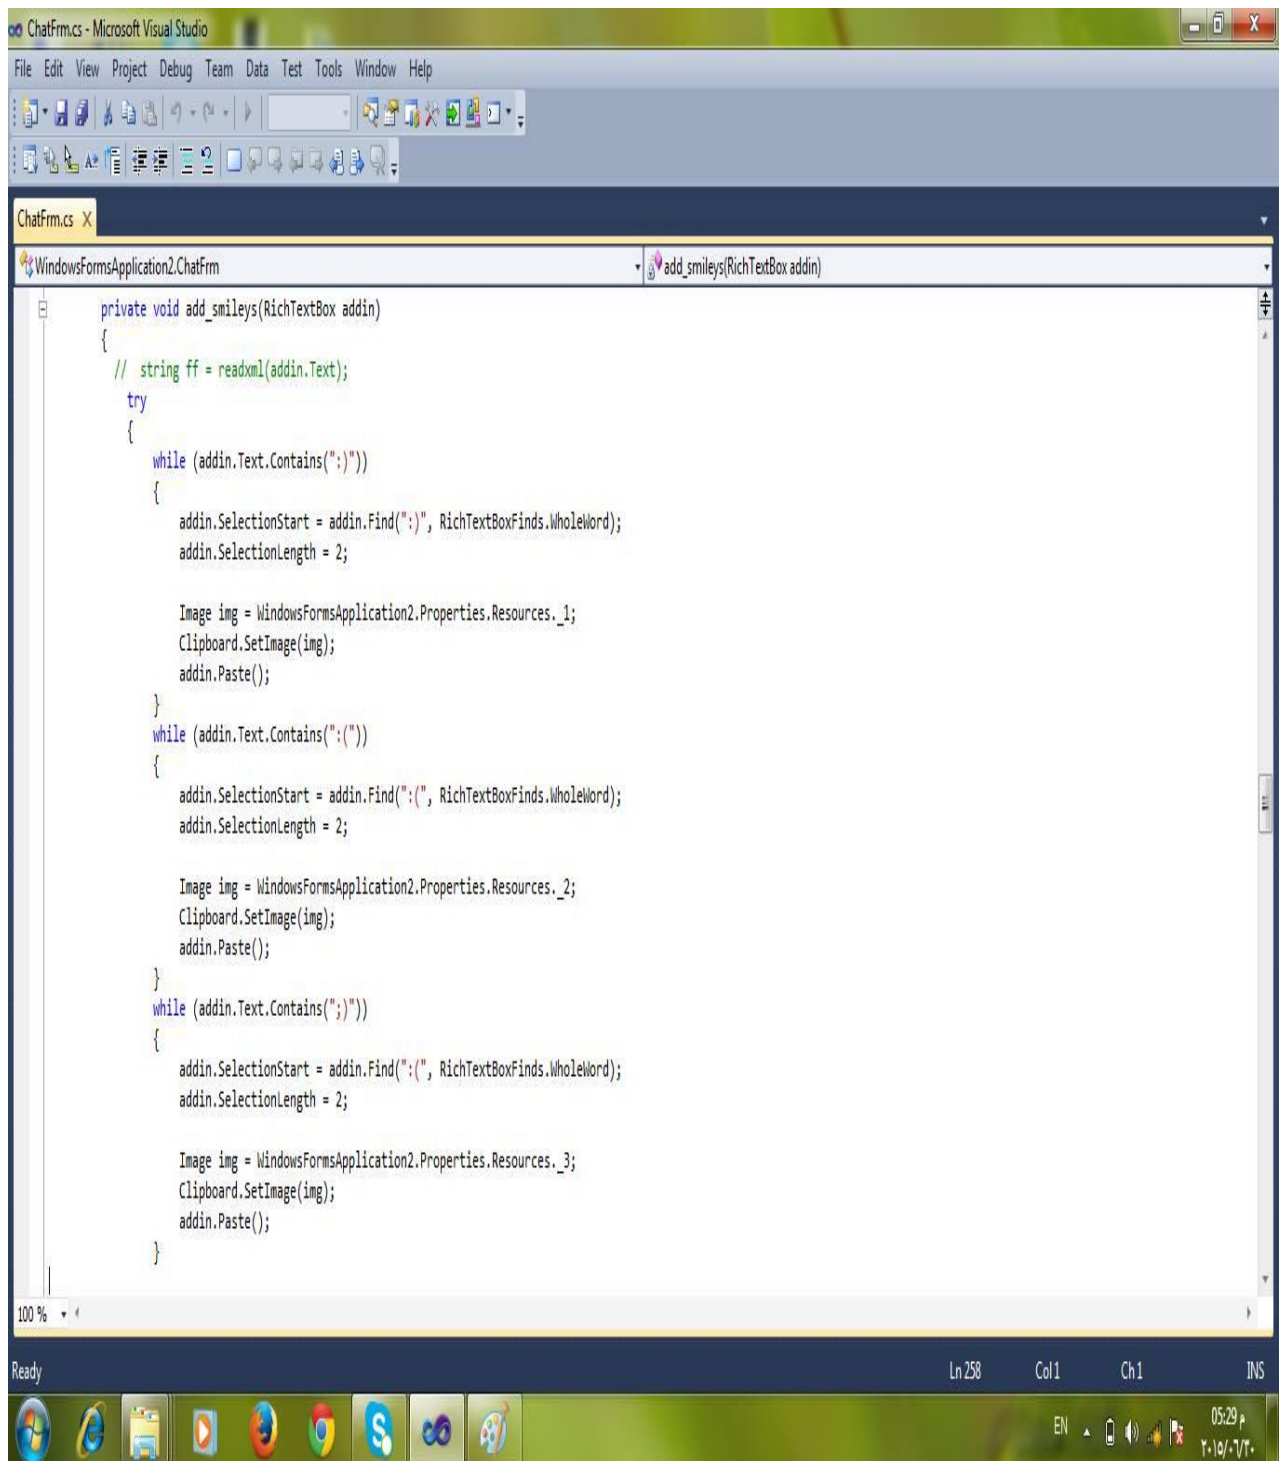 ChatFrm.cs - Microsoft Visual Studio
File Edit View Project Debug Team Data Test Tools Window Help
ChatFrm.cs X
WindowsFormsApplication2.ChatFrm
add_smileys(RichTextBox addin)
private void add_smileys(RichTextBox addin)
{
// string ff = readxml(addin.Text);
try
{
while (addin.Text.Contains(":)"))
{
addin.SelectionStart = addin.Find(":)", RichTextBoxFinds.WholeWord);
addin.SelectionLength = 2;
Image img = WindowsFormsApplication2.Properties.Resources._1;
Clipboard.SetImage(img);
addin.Paste();
}
while (addin.Text.Contains(":("))
{
addin.SelectionStart = addin.Find(":(", RichTextBoxFinds.WholeWord);
addin.SelectionLength = 2;
Image img = WindowsFormsApplication2.Properties.Resources._2;
Clipboard.SetImage(img);
addin.Paste();
}
while (addin.Text.Contains(";)"))
{
addin.SelectionStart = addin.Find(":(", RichTextBoxFinds.WholeWord);
addin.SelectionLength = 2;
Image img = WindowsFormsApplication2.Properties.Resources._3;
Clipboard.SetImage(img);
addin.Paste();
}
100 %
Ready Ln 258 Col 1 Ch 1 INS
EN 05:29 م
٢٠١٥/٠٦/٣٠